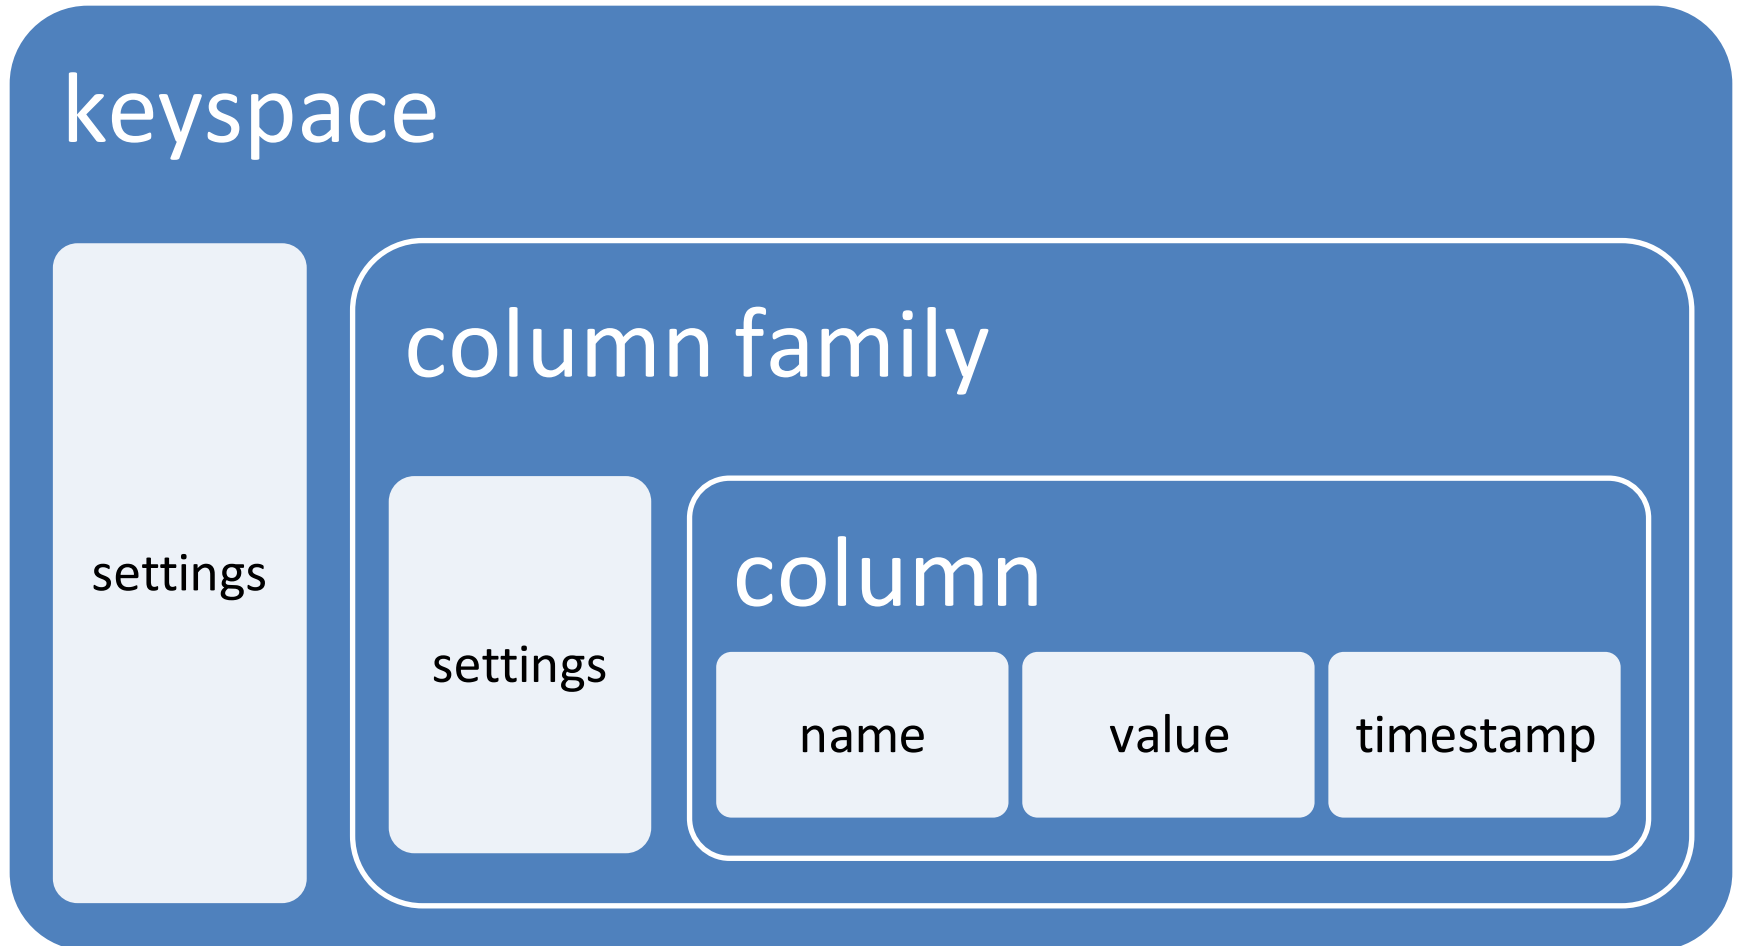 keyspace
settings
column family
settings
column
name
value
timestamp